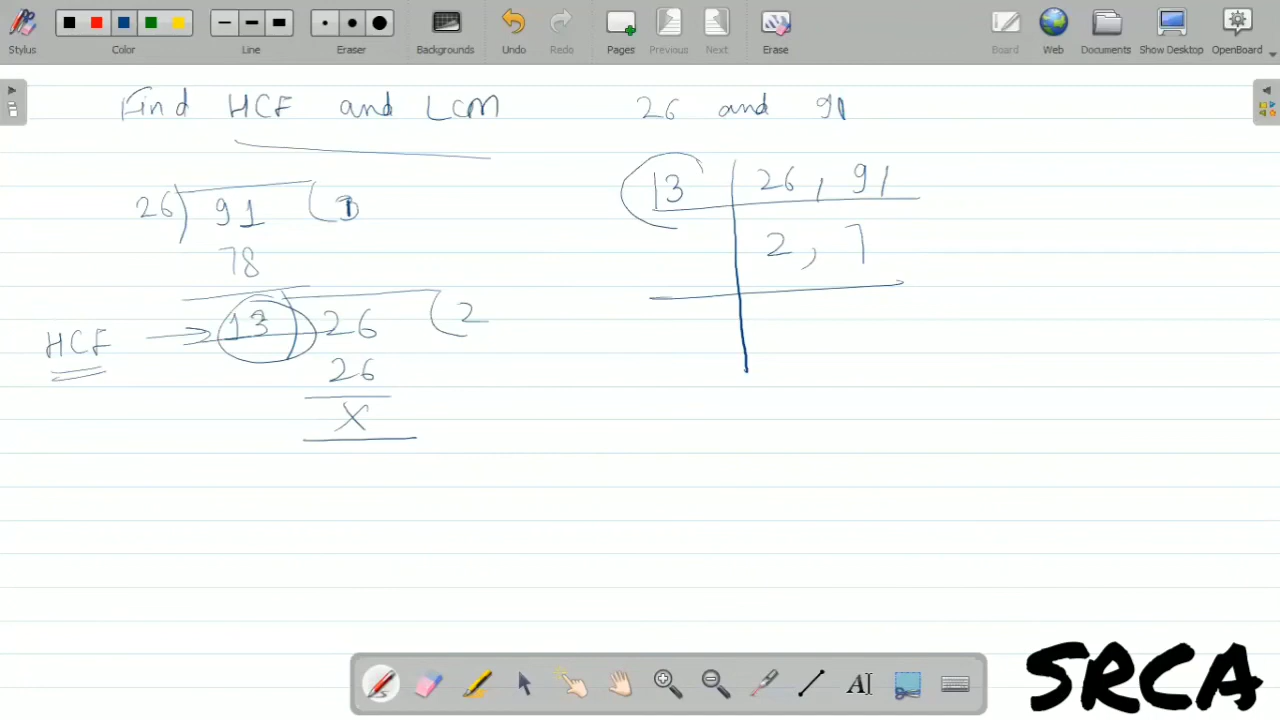 Stylus Color Line Eraser Backgrounds Undo Redo Pages Previous Next Erase Board Web Documents Show Desktop OpenBoard
Find HCF and LCM 26 and 91
26) 91 (
78
13) 26 (2
HCF →
26
X
13 | 26, 91
2, 7
AI
SRCA